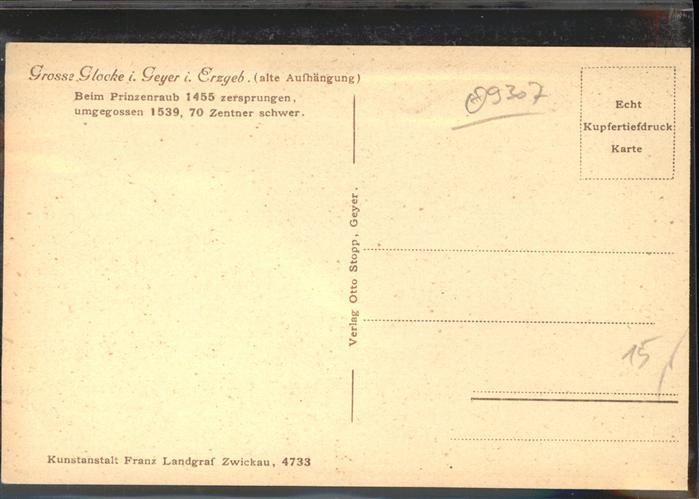 Grosse Glocke i. Geyer i. Erzgeb. (alte Aufhängung)
Beim Prinzenraub 1455 zersprungen,
umgegossen 1539, 70 Zentner schwer.
89307
Echt
Kupfertiefdruck
Karte
Verlag Otto Stopp, Geyer.
15
Kunstanstalt Franz Landgraf Zwickau, 4733